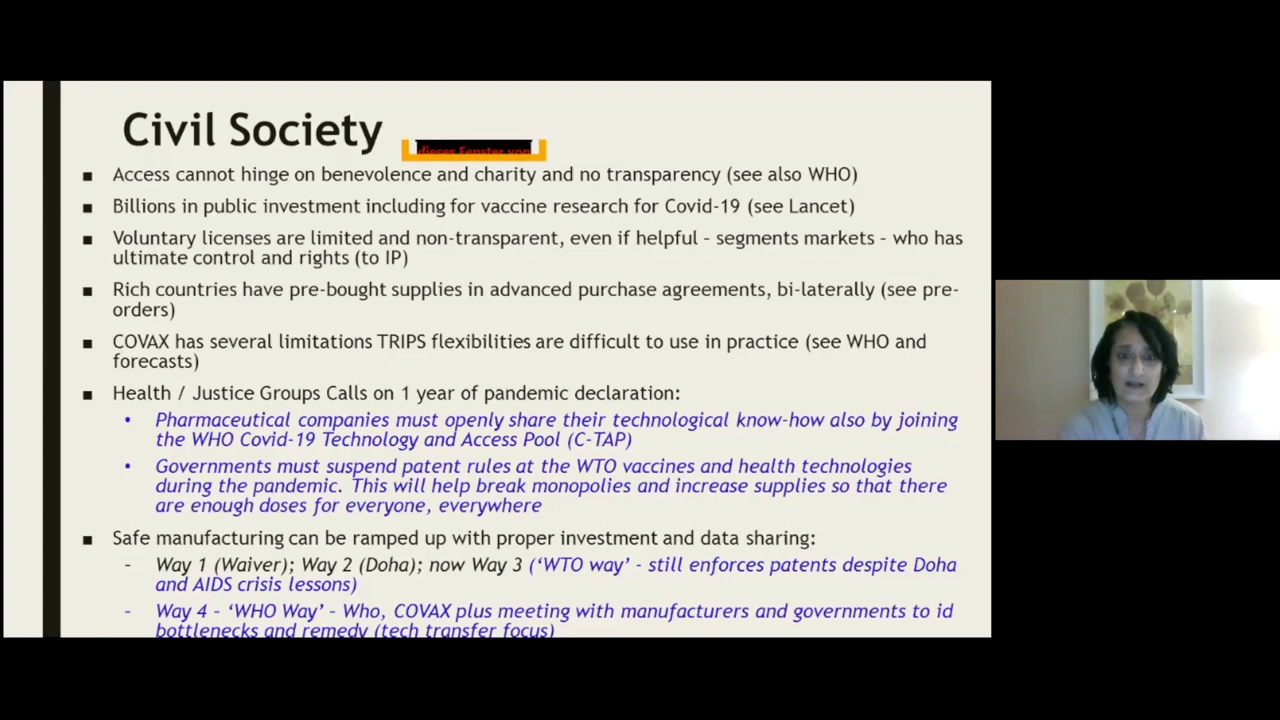 Civil Society
dieses Fenster von
■ Access cannot hinge on benevolence and charity and no transparency (see also WHO)
■ Billions in public investment including for vaccine research for Covid-19 (see Lancet)
■ Voluntary licenses are limited and non-transparent, even if helpful – segments markets – who has
ultimate control and rights (to IP)
■ Rich countries have pre-bought supplies in advanced purchase agreements, bi-laterally (see pre-
orders)
■ COVAX has several limitations TRIPS flexibilities are difficult to use in practice (see WHO and
forecasts)
■ Health / Justice Groups Calls on 1 year of pandemic declaration:
• Pharmaceutical companies must openly share their technological know-how also by joining
the WHO Covid-19 Technology and Access Pool (C-TAP)
• Governments must suspend patent rules at the WTO vaccines and health technologies
during the pandemic. This will help break monopolies and increase supplies so that there
are enough doses for everyone, everywhere
■ Safe manufacturing can be ramped up with proper investment and data sharing:
– Way 1 (Waiver); Way 2 (Doha); now Way 3 (‘WTO way’ - still enforces patents despite Doha
and AIDS crisis lessons)
– Way 4 – ‘WHO Way’ – Who, COVAX plus meeting with manufacturers and governments to id
bottlenecks and remedy (tech transfer focus)